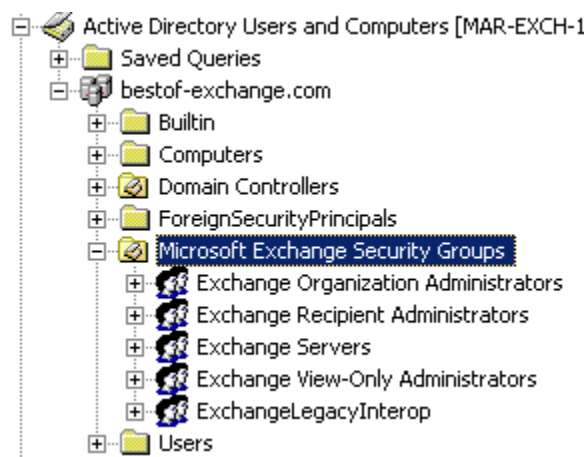 Active Directory Users and Computers [MAR-EXCH-1
Saved Queries
bestof-exchange.com
Builtin
Computers
Domain Controllers
ForeignSecurityPrincipals
Microsoft Exchange Security Groups
Exchange Organization Administrators
Exchange Recipient Administrators
Exchange Servers
Exchange View-Only Administrators
ExchangeLegacyInterop
Users